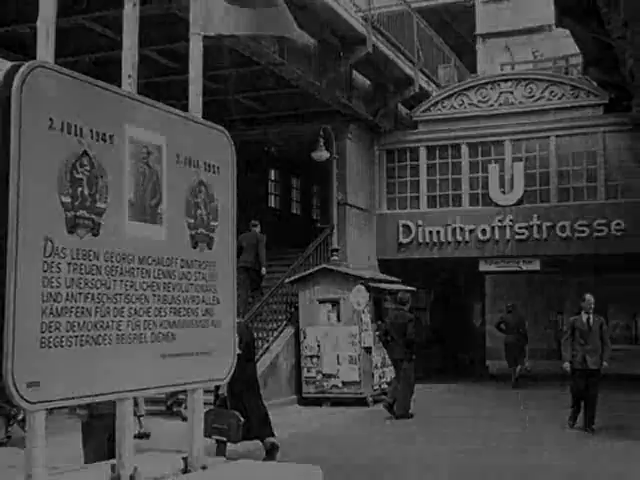 2. JULI 1949
2. JULI 1951
DAS LEBEN GEORGI MICHAILOFF DIMITROFFS
DES TREUEN GEFÄHRTEN LENINS UND STALINS
DES UNERSCHÜTTERLICHEN REVOLUTIONÄRS
UND ANTIFASCHISTISCHEN TRIBUNS WIRD ALLEN
KÄMPFERN FÜR DIE SACHE DES FRIEDENS UND
DER DEMOKRATIE FÜR DEN KOMMUNISMUS ALS
BEGEISTERNDES BEISPIEL DIENEN
U
Dimitroffstrasse